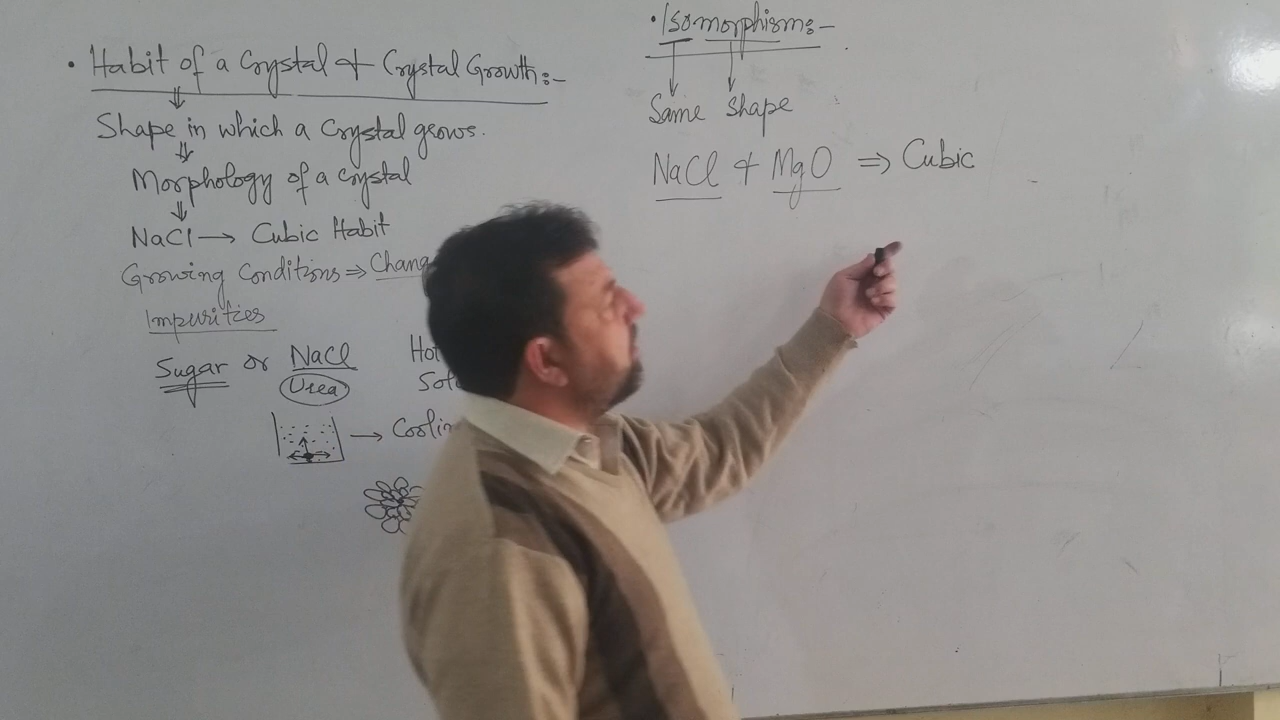 • Habit of a Crystal & Crystal Growth:-
Shape in which a Crystal grows.
Morphology of a Crystal
NaCl → Cubic Habit
Growing Conditions ⇒
Impurities
Sugar or NaCl
Urea
→
• Isomorphism:-
Same shape
NaCl & MgO ⇒ Cubic